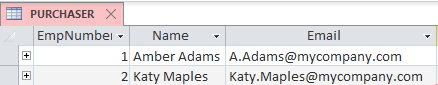 PURCHASER
EmpNumber Name Email
1 Amber Adams A.Adams@mycompany.com
2 Katy Maples Katy.Maples@mycompany.com